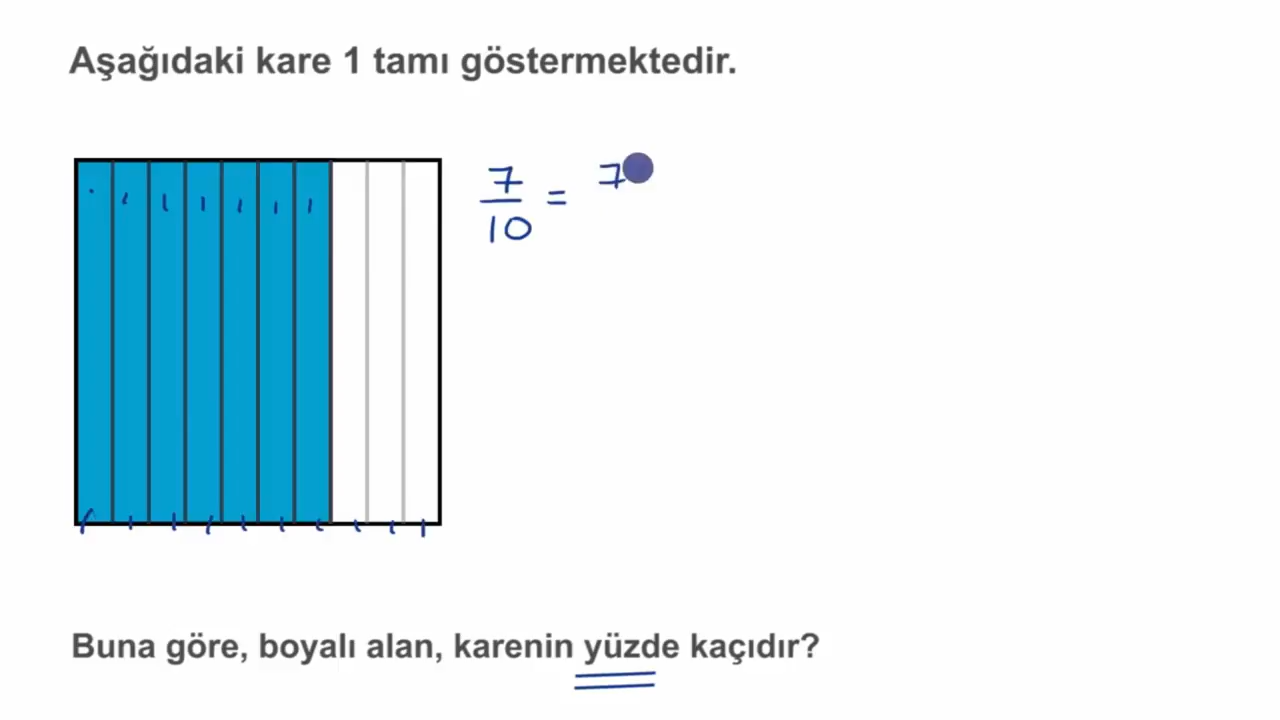 Aşağıdaki kare 1 tamı göstermektedir.
7/10 = 7
Buna göre, boyalı alan, karenin yüzde kaçıdır?